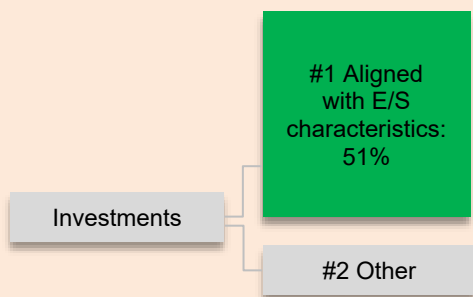 #1 Aligned
with E/S
characteristics:
51%
Investments
#2 Other